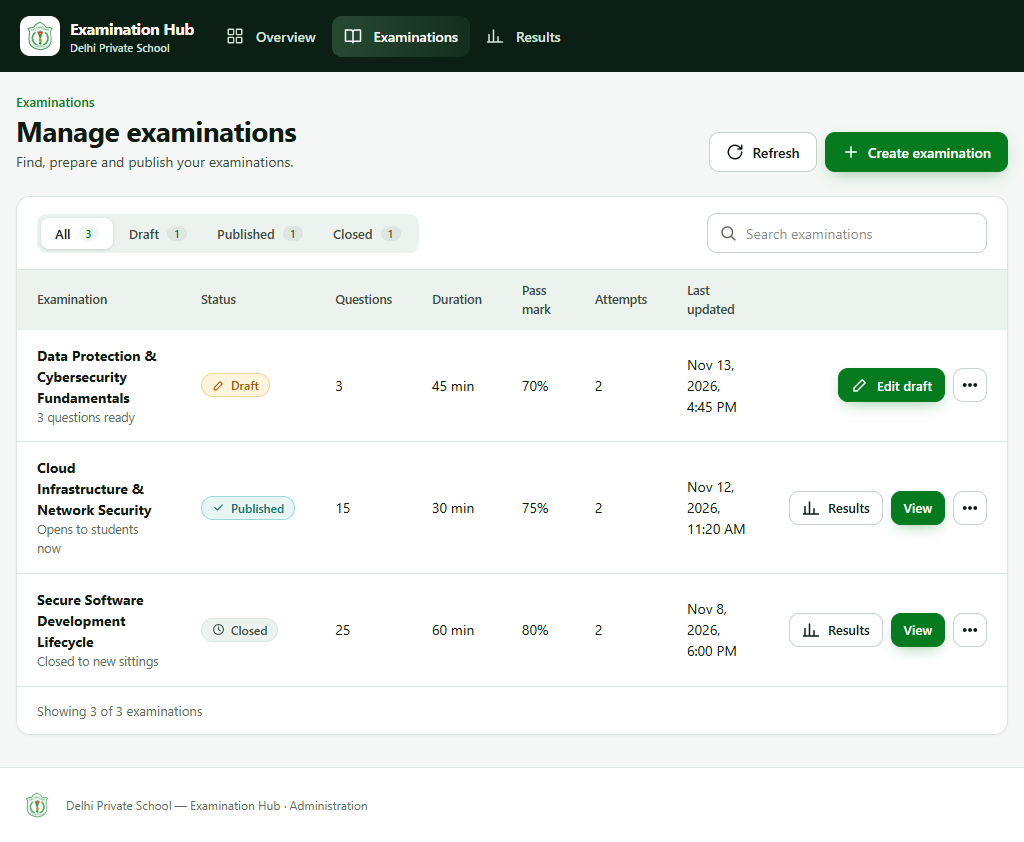 Examination Hub
Delhi Private School
Overview
Examinations
Results
Examinations
Manage examinations
Find, prepare and publish your examinations.
Refresh
Create examination
All 3
Draft 1
Published 1
Closed 1
Search examinations
Examination
Status
Questions
Duration
Pass
mark
Attempts
Last
updated
Data Protection &
Cybersecurity
Fundamentals
3 questions ready
Draft
3
45 min
70%
2
Nov 13,
2026,
4:45 PM
Edit draft
Cloud
Infrastructure &
Network Security
Opens to students
now
Published
15
30 min
75%
2
Nov 12,
2026,
11:20 AM
Results
View
Secure Software
Development
Lifecycle
Closed to new sittings
Closed
25
60 min
80%
2
Nov 8,
2026,
6:00 PM
Results
View
Showing 3 of 3 examinations
Delhi Private School — Examination Hub · Administration